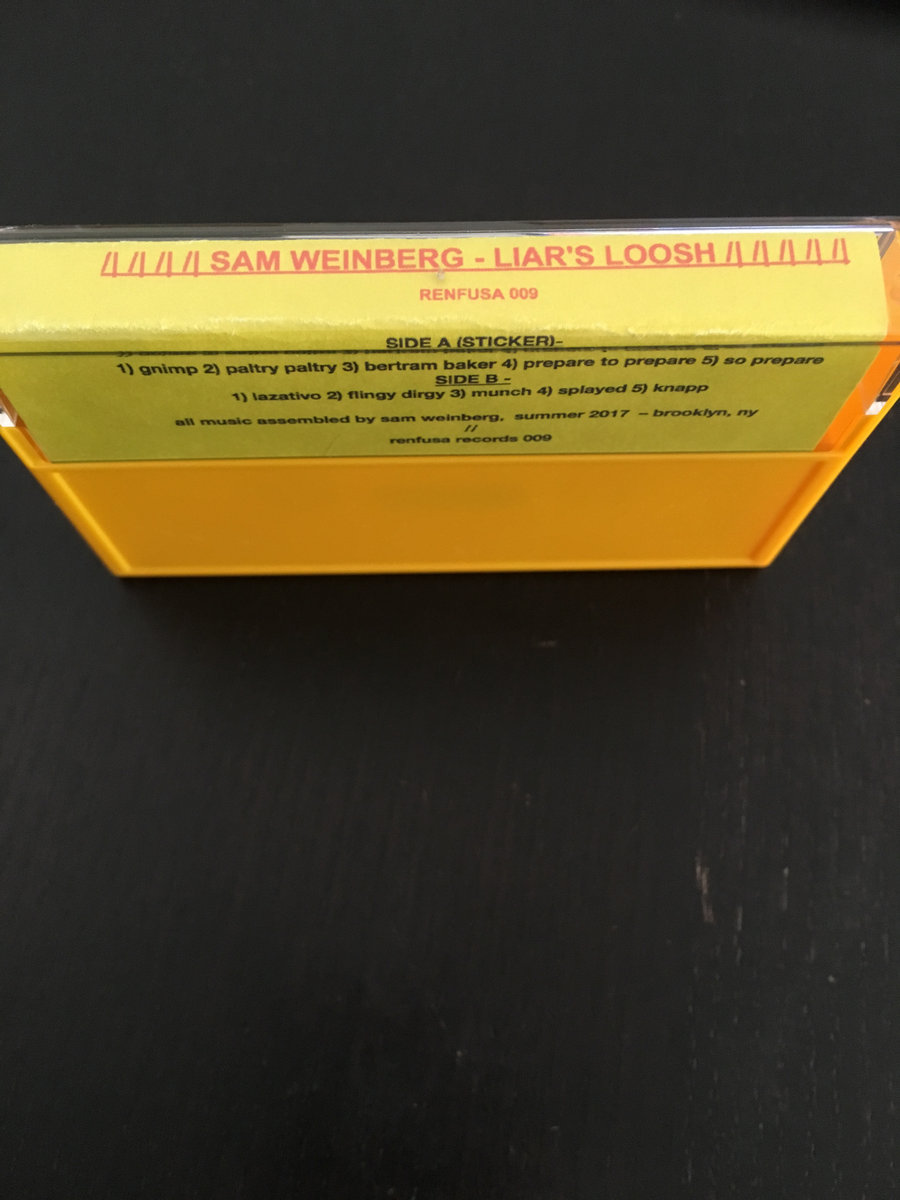 //_//_//_//_// SAM WEINBERG - LIAR'S LOOSH //_//_//_//_//
RENFUSA 009
SIDE A (STICKER)-
1) gnimp 2) paltry paltry 3) bertram baker 4) prepare to prepare 5) so prepare
SIDE B -
1) lazativo 2) flingy dirgy 3) munch 4) splayed 5) knapp
all music assembled by sam weinberg, summer 2017 – brooklyn, ny
//
renfusa records 009